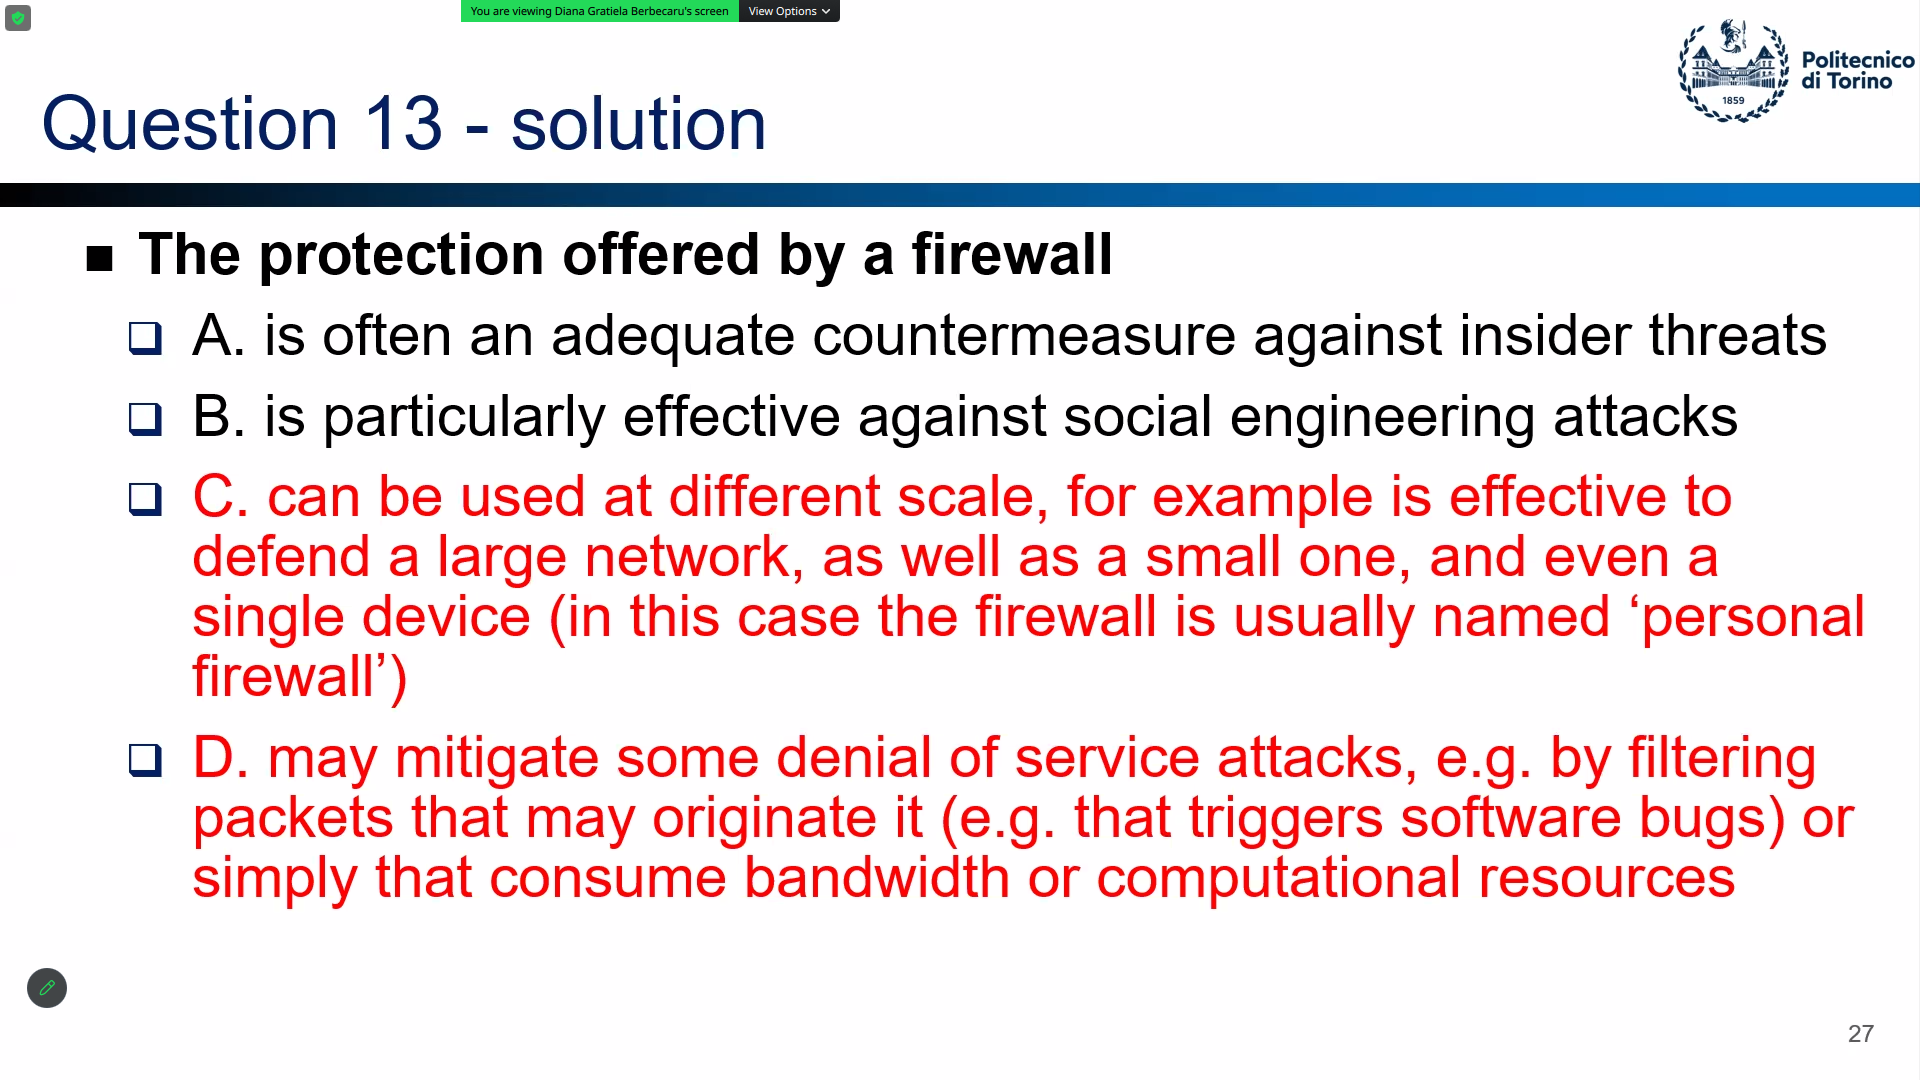 You are viewing Diana Gratiela Berbecaru's screen View Options
Politecnico
di Torino
1859
Question 13 - solution
The protection offered by a firewall
A. is often an adequate countermeasure against insider threats
B. is particularly effective against social engineering attacks
C. can be used at different scale, for example is effective to
defend a large network, as well as a small one, and even a
single device (in this case the firewall is usually named ‘personal
firewall’)
D. may mitigate some denial of service attacks, e.g. by filtering
packets that may originate it (e.g. that triggers software bugs) or
simply that consume bandwidth or computational resources
27